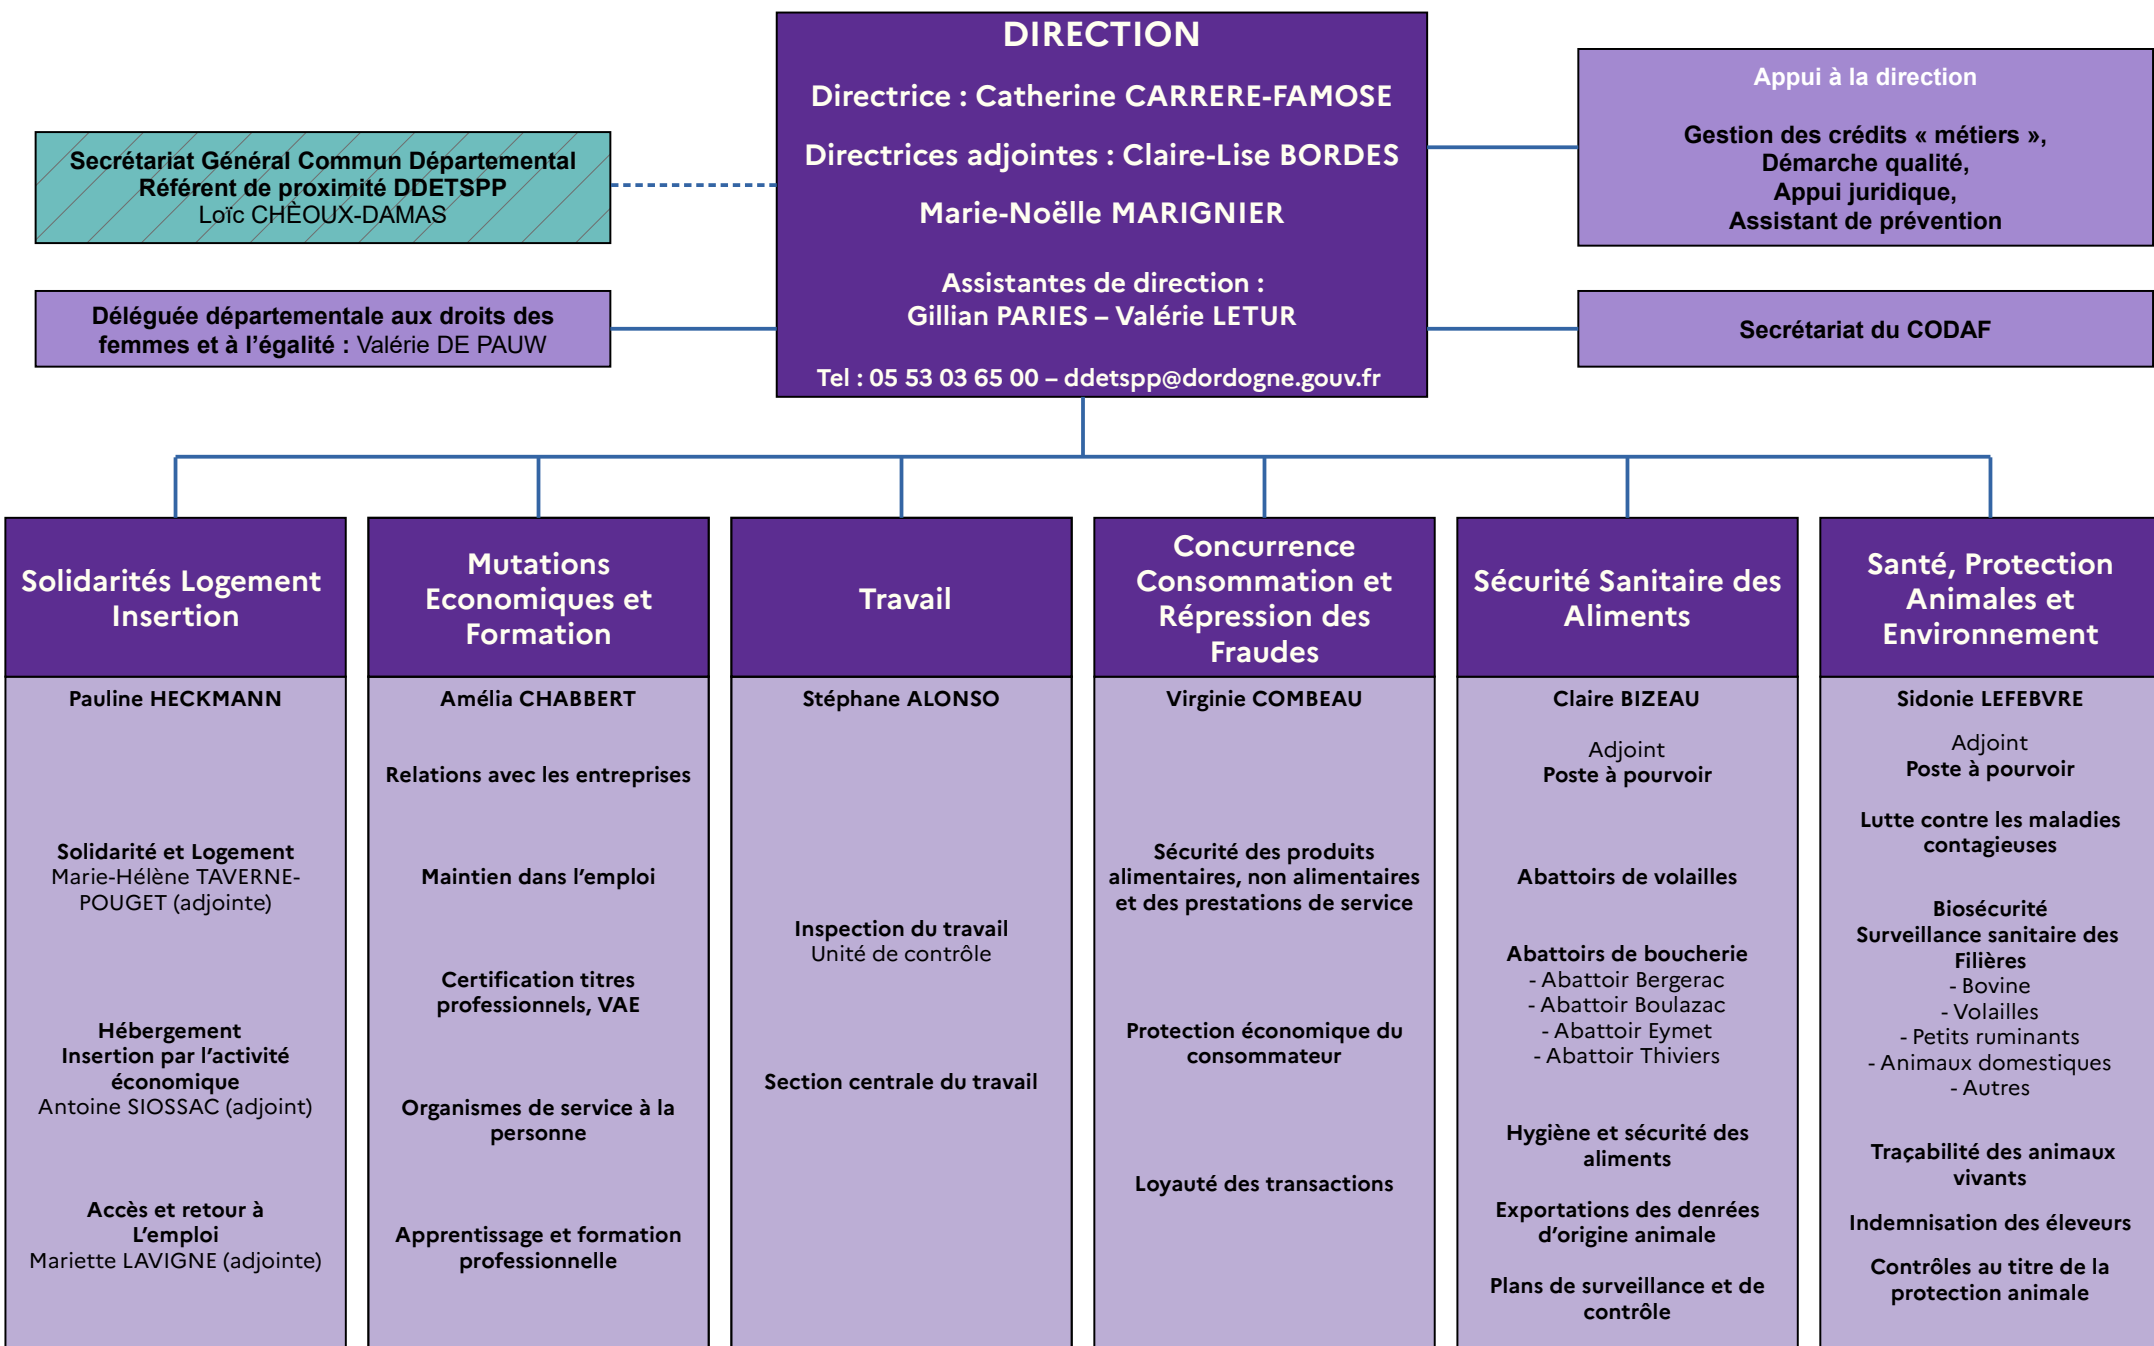 DIRECTION
Directrice : Catherine CARRERE-FAMOSE
Directrices adjointes : Claire-Lise BORDES
Marie-Noëlle MARIGNIER
Assistantes de direction :
Gillian PARIES – Valérie LETUR
Tel : 05 53 03 65 00 – ddetspp@dordogne.gouv.fr
Secrétariat Général Commun Départemental
Référent de proximité DDETSPP
Loïc CHÈOUX-DAMAS
Déléguée départementale aux droits des
femmes et à l’égalité : Valérie DE PAUW
Appui à la direction
Gestion des crédits « métiers »,
Démarche qualité,
Appui juridique,
Assistant de prévention
Secrétariat du CODAF
Solidarités Logement
Insertion
Pauline HECKMANN
Solidarité et Logement
Marie-Hélène TAVERNE-
POUGET (adjointe)
Hébergement
Insertion par l’activité
économique
Antoine SIOSSAC (adjoint)
Accès et retour à
L’emploi
Mariette LAVIGNE (adjointe)
Mutations
Economiques et
Formation
Amélia CHABBERT
Relations avec les entreprises
Maintien dans l’emploi
Certification titres
professionnels, VAE
Organismes de service à la
personne
Apprentissage et formation
professionnelle
Travail
Stéphane ALONSO
Inspection du travail
Unité de contrôle
Section centrale du travail
Concurrence
Consommation et
Répression des
Fraudes
Virginie COMBEAU
Sécurité des produits
alimentaires, non alimentaires
et des prestations de service
Protection économique du
consommateur
Loyauté des transactions
Sécurité Sanitaire des
Aliments
Claire BIZEAU
Adjoint
Poste à pourvoir
Abattoirs de volailles
Abattoirs de boucherie
- Abattoir Bergerac
- Abattoir Boulazac
- Abattoir Eymet
- Abattoir Thiviers
Hygiène et sécurité des
aliments
Exportations des denrées
d’origine animale
Plans de surveillance et de
contrôle
Santé, Protection
Animales et
Environnement
Sidonie LEFEBVRE
Adjoint
Poste à pourvoir
Lutte contre les maladies
contagieuses
Biosécurité
Surveillance sanitaire des
Filières
- Bovine
- Volailles
- Petits ruminants
- Animaux domestiques
- Autres
Traçabilité des animaux
vivants
Indemnisation des éleveurs
Contrôles au titre de la
protection animale